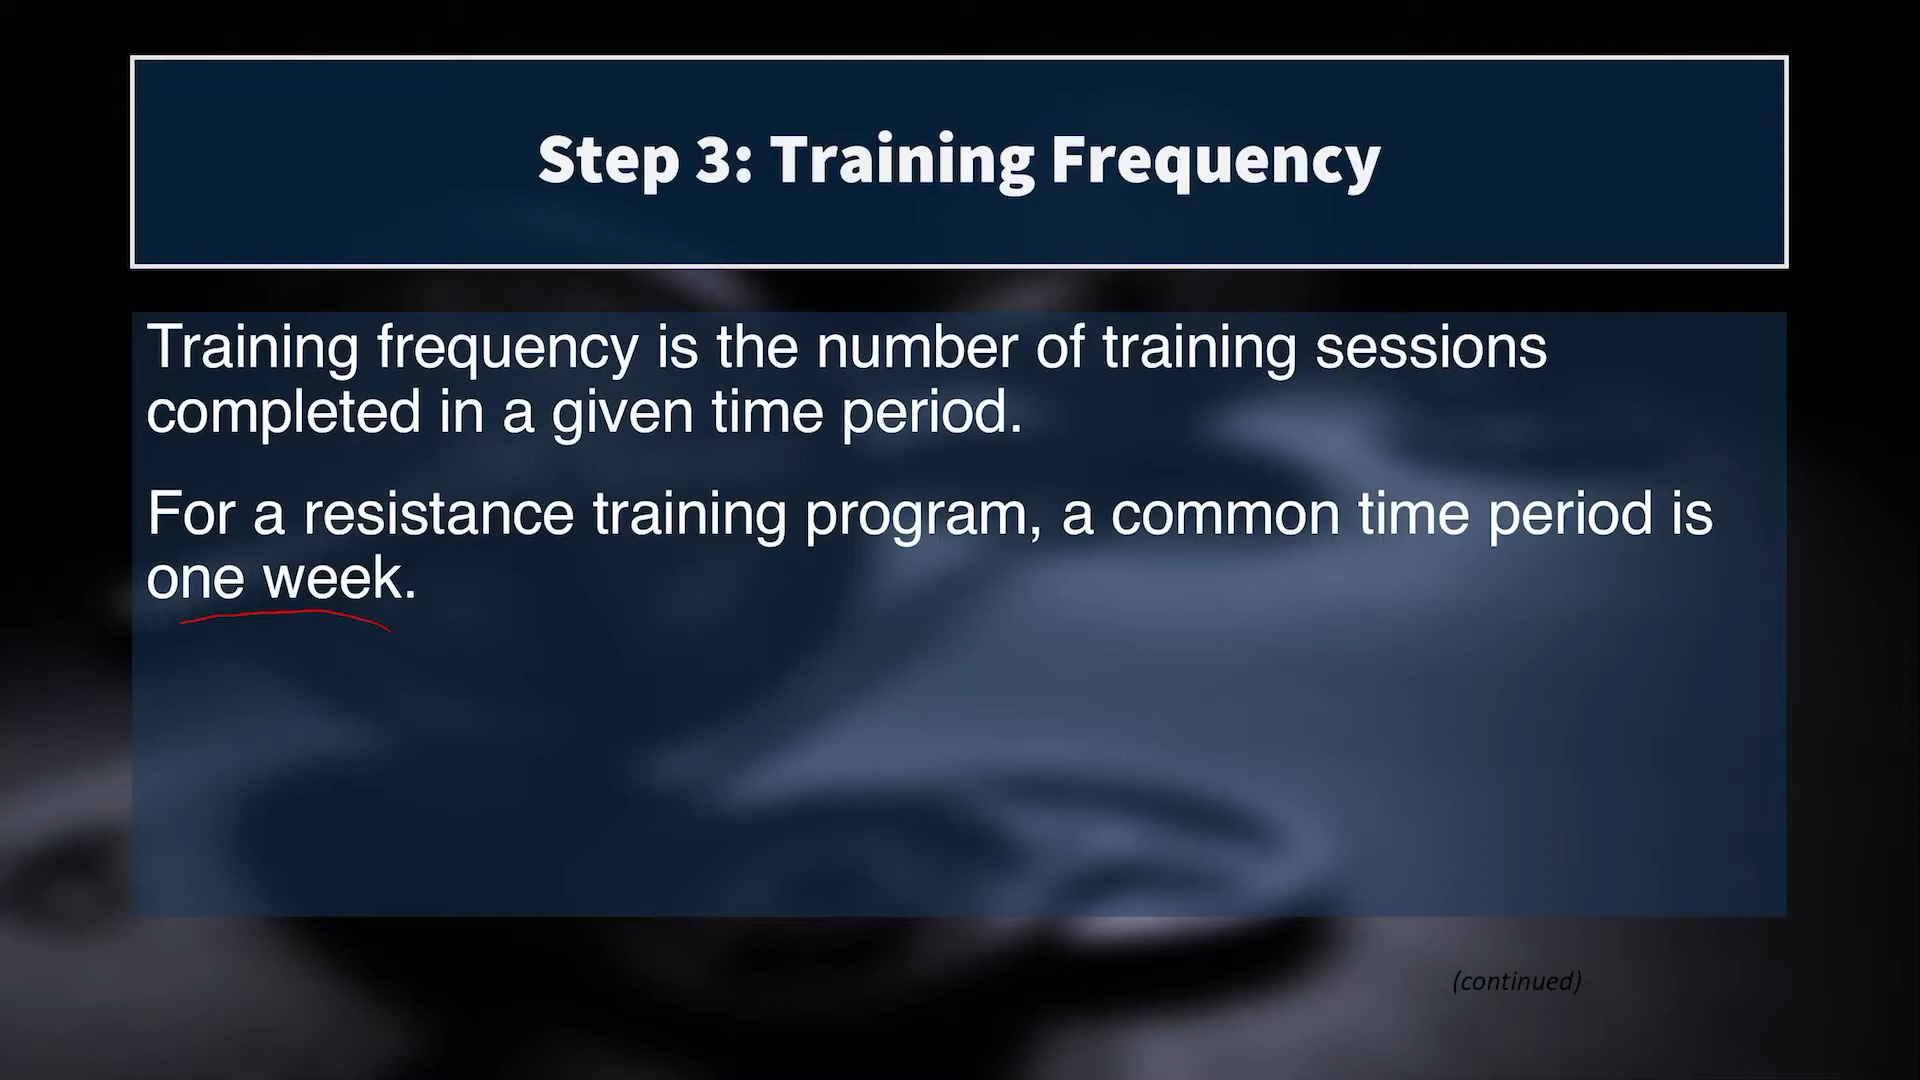 Step 3: Training Frequency
Training frequency is the number of training sessions
completed in a given time period.
For a resistance training program, a common time period is
one week.
(continued)